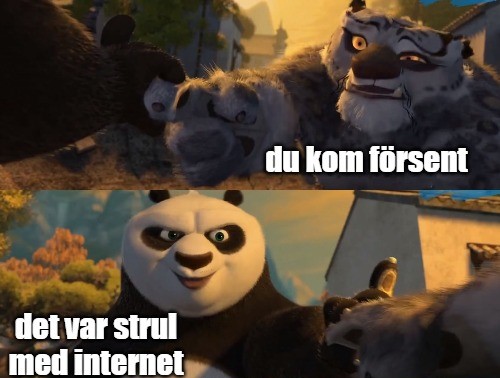 du kom försent
det var strul
med internet